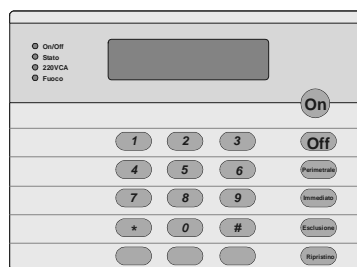 On/Off
Stato
220VCA
Fuoco
On
1 2 3 Off
4 5 6 Perimetrale
7 8 9 Immediato
* 0 # Esclusione
Ripristino